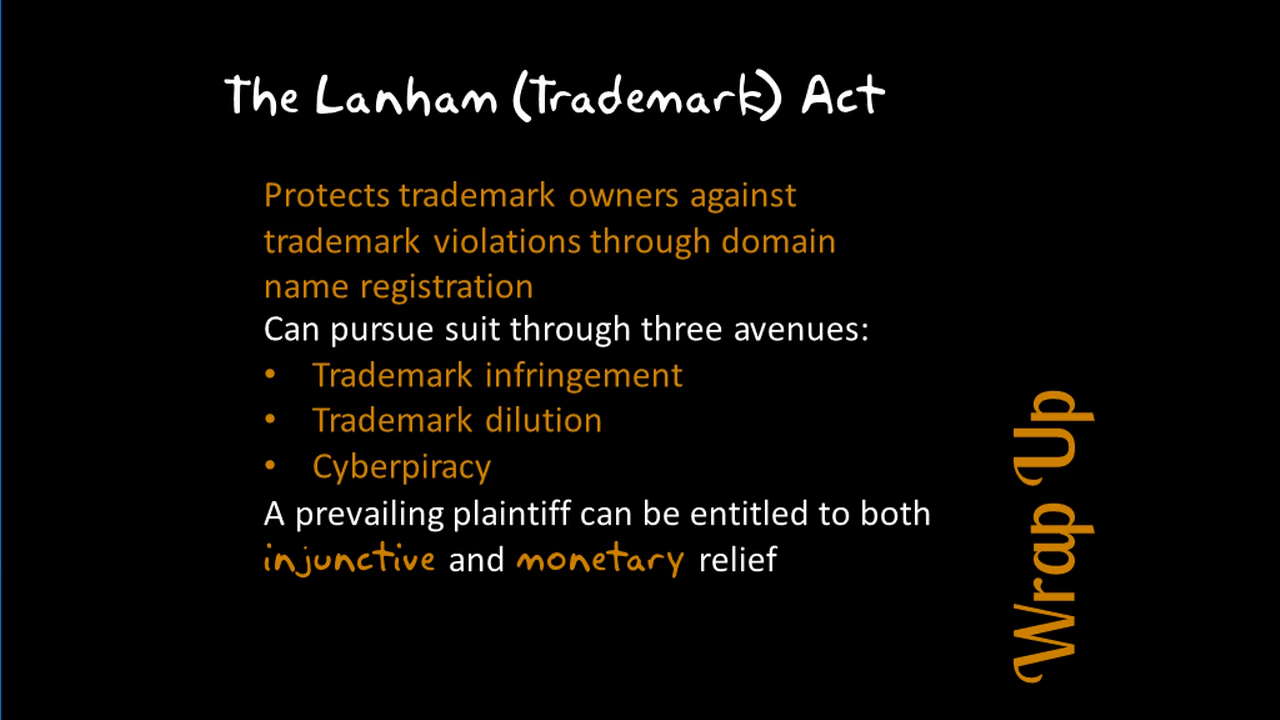 The Lanham (Trademark) Act
Protects trademark owners against
trademark violations through domain
name registration
Can pursue suit through three avenues:
• Trademark infringement
• Trademark dilution
• Cyberpiracy
A prevailing plaintiff can be entitled to both
injunctive and monetary relief
Wrap Up